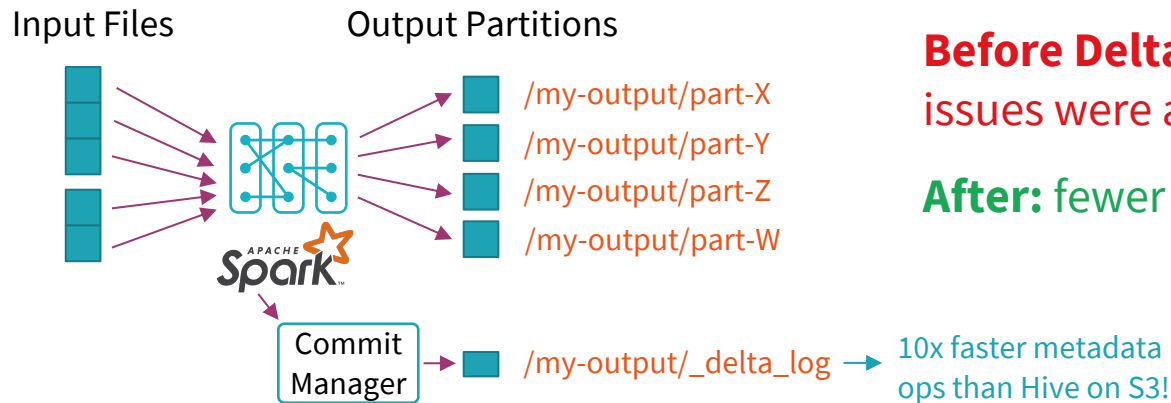 Input Files
Output Partitions
Before Delta
issues were a
After: fewer
/my-output/part-X
/my-output/part-Y
/my-output/part-Z
/my-output/part-W
APACHE
Spark™
Commit
Manager
/my-output/_delta_log
10x faster metadata
ops than Hive on S3!